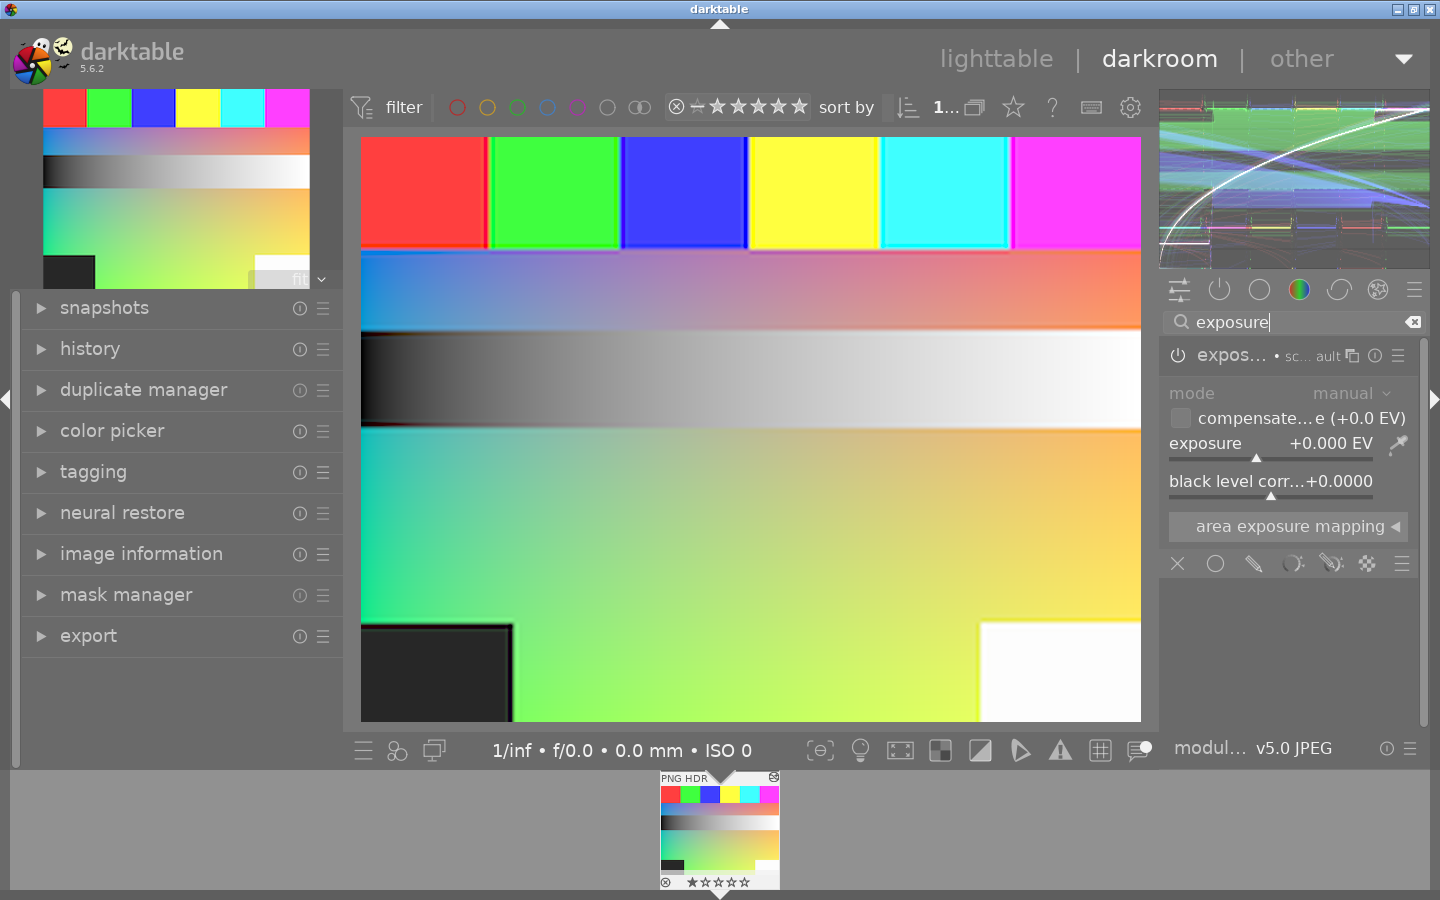 darktable
darktable
5.6.2
lighttable | darkroom | other
filter
sort by
1...
fit
snapshots
history
duplicate manager
color picker
tagging
neural restore
image information
mask manager
export
exposure
expos... • sc... ault
mode manual
compensate...e (+0.0 EV)
exposure +0.000 EV
black level corr...+0.0000
area exposure mapping
1/inf • f/0.0 • 0.0 mm • ISO 0
modul... v5.0 JPEG
PNG HDR